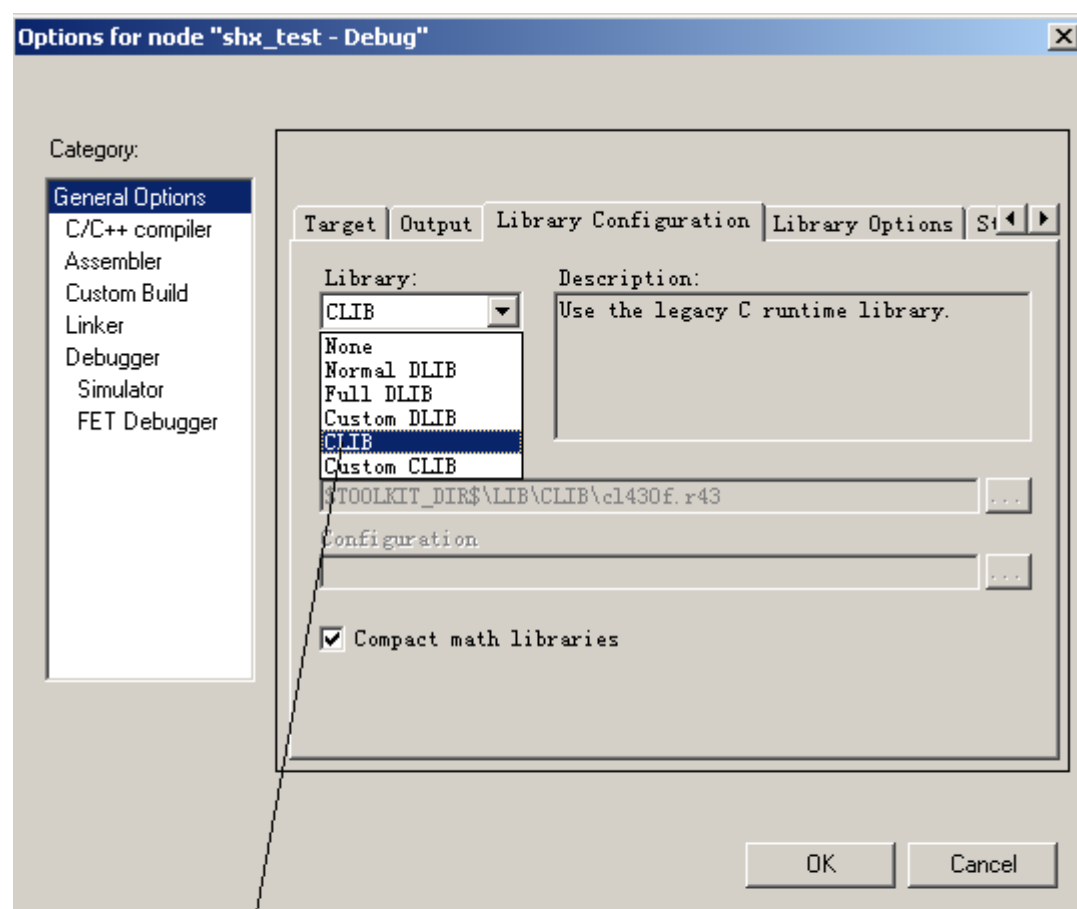 Options for node "shx_test - Debug"
Category:
General Options
C/C++ compiler
Assembler
Custom Build
Linker
Debugger
Simulator
FET Debugger
Target Output Library Configuration Library Options
Library: Description:
CLIB Use the legacy C runtime library.
None
Normal DLIB
Full DLIB
Custom DLIB
CLIB
Custom CLIB
$TOOLKIT_DIR$\LIB\CLIB\cl430f.r43 ...
Configuration
...
Compact math libraries
OK Cancel